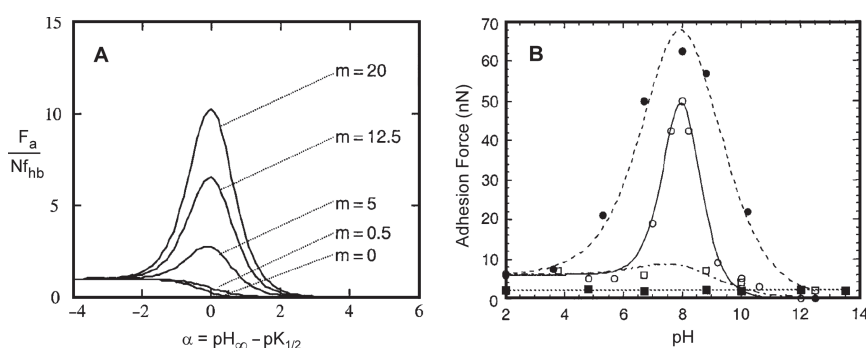 A
F_a
Nf_hb
15
10
5
0
m = 20
m = 12.5
m = 5
m = 0.5
m = 0
−4 −2 0 2 4 6
α = pH∞ – pK1/2
B
Adhesion Force (nN)
70
60
50
40
30
20
10
0
2 4 6 8 10 12 14
pH